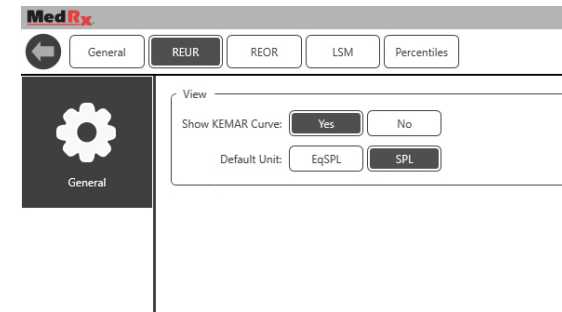 MedRx
General REUR REOR LSM Percentiles
View
Show KEMAR Curve: Yes No
Default Unit: EqSPL SPL
General